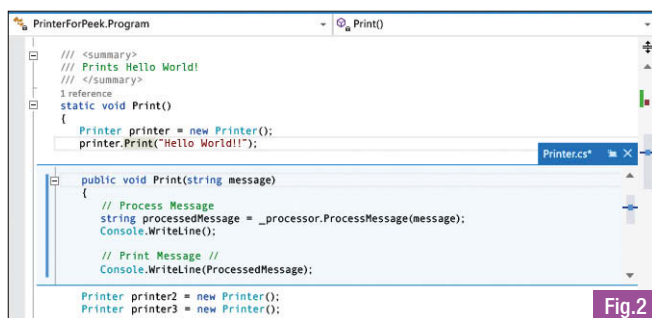 PrinterForPeek.Program Print()
/// <summary>
/// Prints Hello World!
/// </summary>
1 reference
static void Print()
{
Printer printer = new Printer();
printer.Print("Hello World!!");
Printer.cs*
public void Print(string message)
{
// Process Message
string processedMessage = _processor.ProcessMessage(message);
Console.WriteLine();
// Print Message //
Console.WriteLine(ProcessedMessage);
Printer printer2 = new Printer();
Printer printer3 = new Printer();
Fig.2